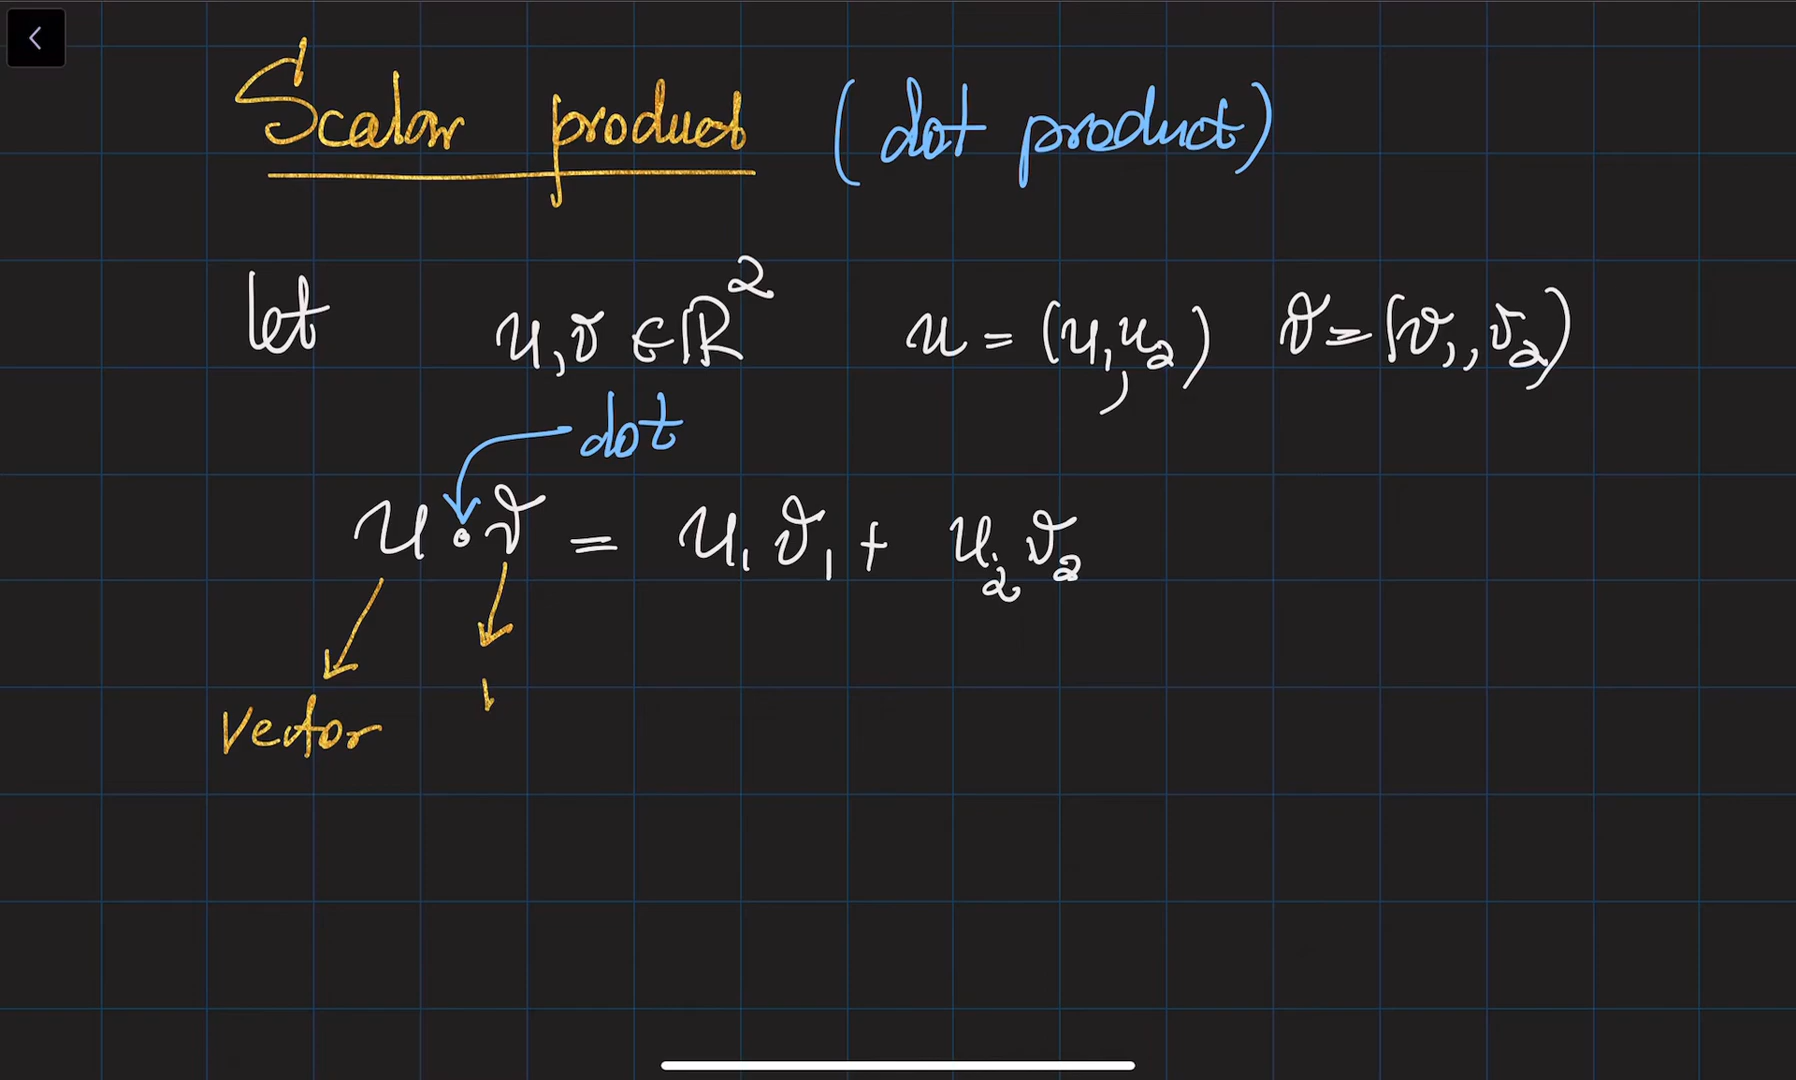 Scalar product (dot product)
let u, v ∈ ℝ² u = (u₁, u₂) v = (v₁, v₂)
dot
u · v = u₁ v₁ + u₂ v₂
vector